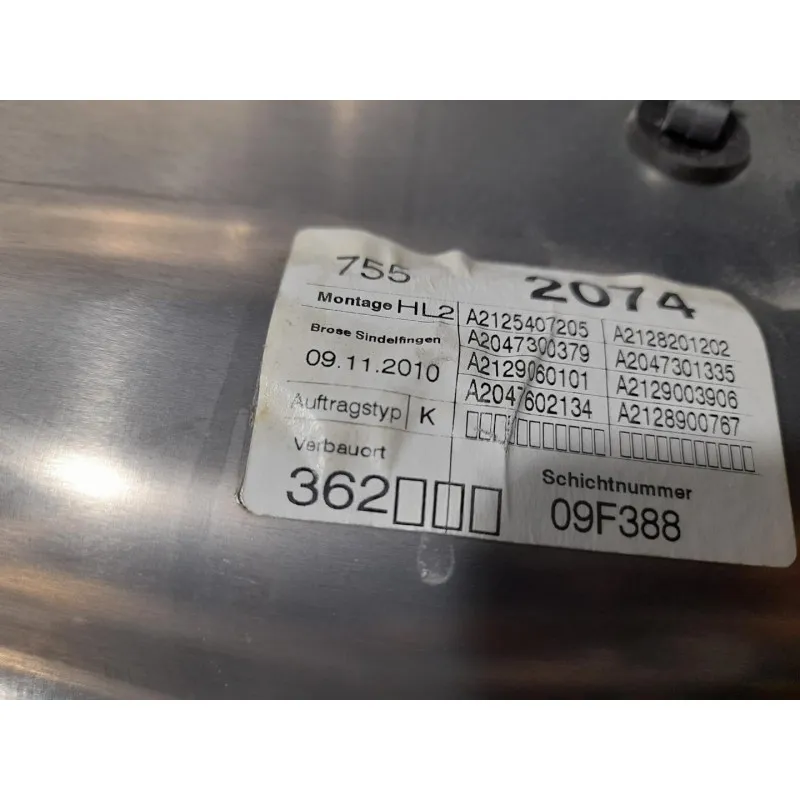 755 2074
Montage HL2 A2125407205 A2128201202
Brose Sindelfingen A2047300379 A2047301335
09.11.2010 A2129060101 A2129003906
Auftragstyp K A2047602134 A2128900767
Verbauort Schichtnummer
362 09F388